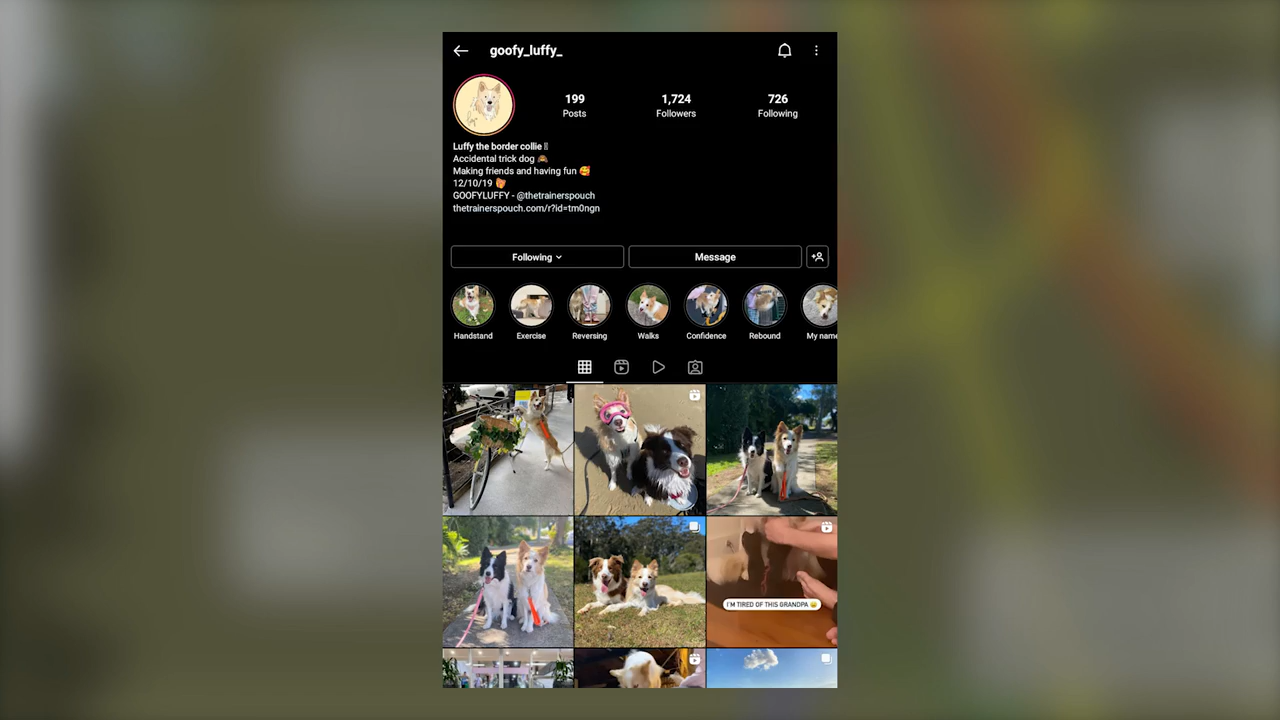 goofy_luffy_
199
1,724
726
Posts
Followers
Following
Luffy the border collie
Accidental trick dog
Making friends and having fun
12/10/19
GOOFYLUFFY - @thetrainerspouch
thetrainerspouch.com/r?id=tm0ngn
Following
Message
Handstand
Exercise
Reversing
Walks
Confidence
Rebound
My name
I'M TIRED OF THIS GRANDPA